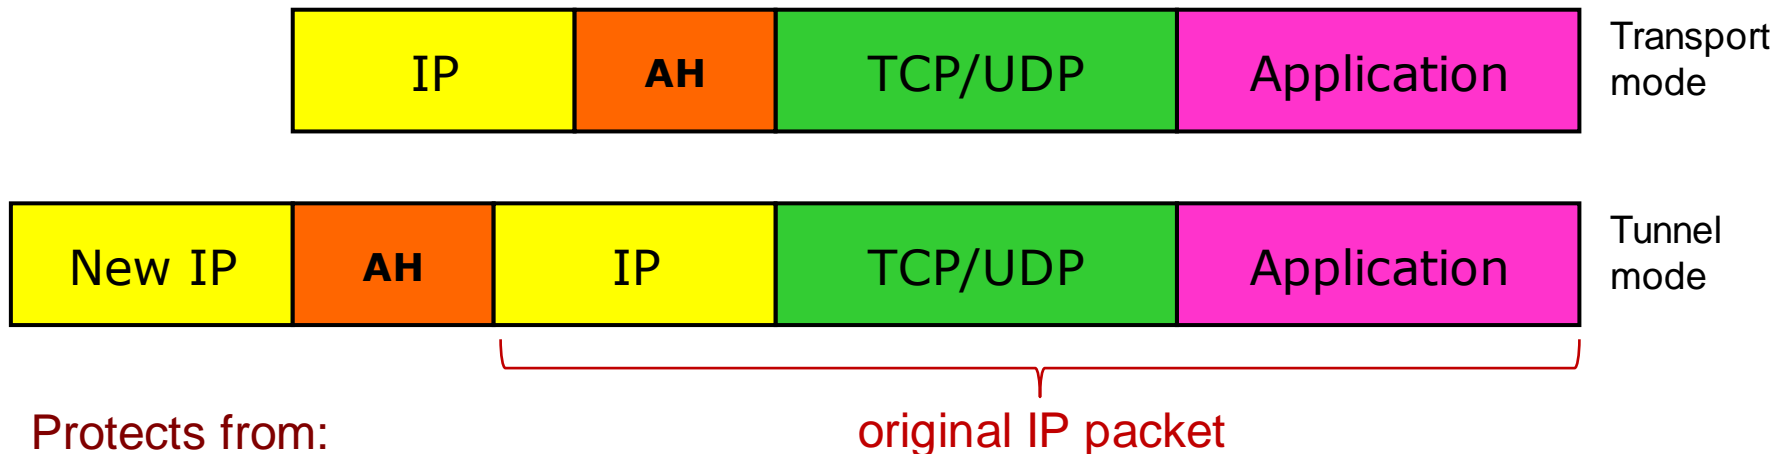 IP AH TCP/UDP Application Transport
mode
New IP AH IP TCP/UDP Application Tunnel
mode
Protects from: original IP packet